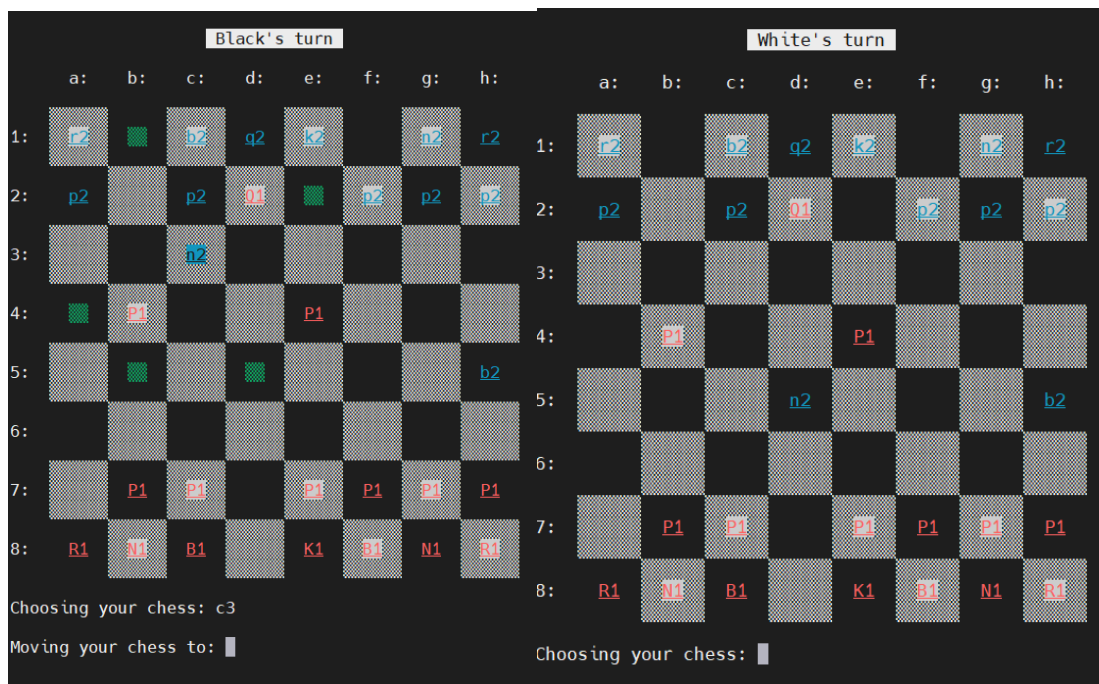 Black's turn
a: b: c: d: e: f: g: h:
1: r2 b2 q2 k2 n2 r2
2: p2 p2 Q1 p2 p2 p2
3: n2
4: P1 P1
5: b2
6:
7: P1 P1 P1 P1 P1 P1
8: R1 N1 B1 K1 B1 N1 R1
Choosing your chess: c3
Moving your chess to:
White's turn
a: b: c: d: e: f: g: h:
1: r2 b2 q2 k2 n2 r2
2: p2 p2 Q1 p2 p2 p2
3:
4: P1 P1
5: n2 b2
6:
7: P1 P1 P1 P1 P1 P1
8: R1 N1 B1 K1 B1 N1 R1
Choosing your chess: